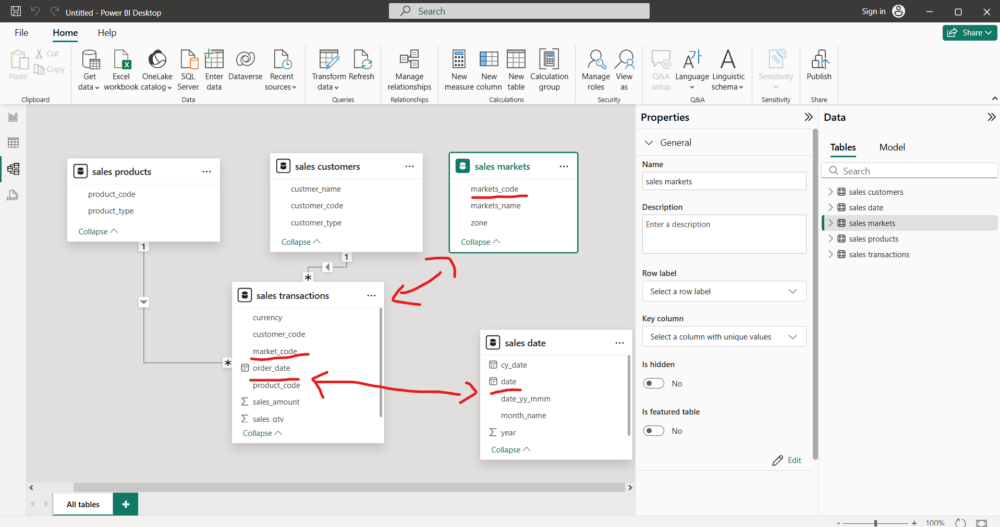 Untitled - Power BI Desktop
Search
Sign in
File
Home
Help
Share
Paste
Cut
Copy
Clipboard
Get data
Excel workbook
OneLake catalog
SQL Server
Enter data
Dataverse
Recent sources
Data
Transform data
Refresh
Queries
Manage relationships
Relationships
New measure
New column
New table
Calculation group
Calculations
Manage roles
View as
Security
Q&A setup
Language
Linguistic schema
Q&A
Sensitivity
Sensitivity
Publish
Share
DAX
sales products
product_code
product_type
Collapse
1
sales customers
custmer_name
customer_code
customer_type
Collapse
1
*
sales markets
markets_code
markets_name
zone
Collapse
sales transactions
currency
customer_code
market_code
order_date
product_code
sales_amount
sales_qty
Collapse
*
sales date
cy_date
date
date_yy_mmm
month_name
year
Collapse
All tables
Properties
General
Name
sales markets
Description
Enter a description
Row label
Select a row label
Key column
Select a column with unique values
Is hidden
No
Is featured table
No
Edit
Data
Tables
Model
Search
sales customers
sales date
sales markets
sales products
sales transactions
- + 100%